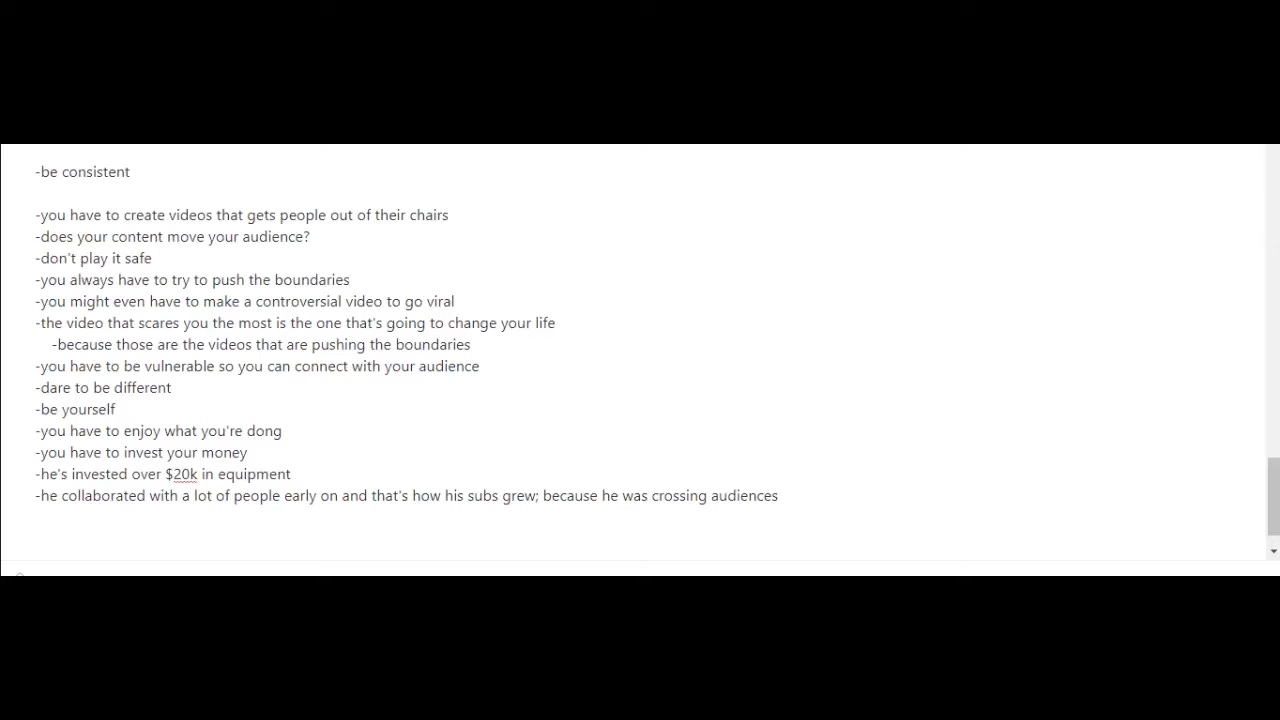 -be consistent
-you have to create videos that gets people out of their chairs
-does your content move your audience?
-don't play it safe
-you always have to try to push the boundaries
-you might even have to make a controversial video to go viral
-the video that scares you the most is the one that's going to change your life
-because those are the videos that are pushing the boundaries
-you have to be vulnerable so you can connect with your audience
-dare to be different
-be yourself
-you have to enjoy what you're dong
-you have to invest your money
-he's invested over $20k in equipment
-he collaborated with a lot of people early on and that's how his subs grew; because he was crossing audiences